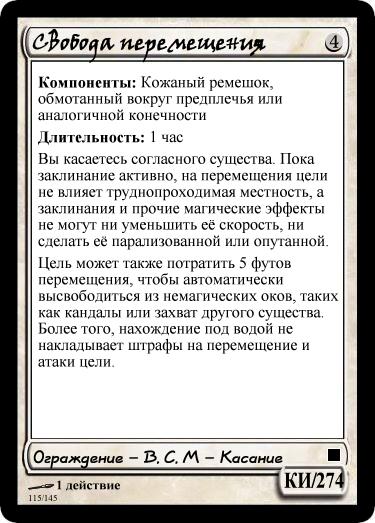 Свобода перемещения 4
Компоненты: Кожаный ремешок,
обмотанный вокруг предплечья или
аналогичной конечности
Длительность: 1 час
Вы касаетесь согласного существа. Пока
заклинание активно, на перемещения цели
не влияет труднопроходимая местность, а
заклинания и прочие магические эффекты
не могут ни уменьшить её скорость, ни
сделать её парализованной или опутанной.
Цель может также потратить 5 футов
перемещения, чтобы автоматически
высвободиться из немагических оков, таких
как кандалы или захват другого существа.
Более того, нахождение под водой не
накладывает штрафы на перемещение и
атаки цели.
Ограждение – В, С, М – Касание
1 действие
КИ/274
115/145